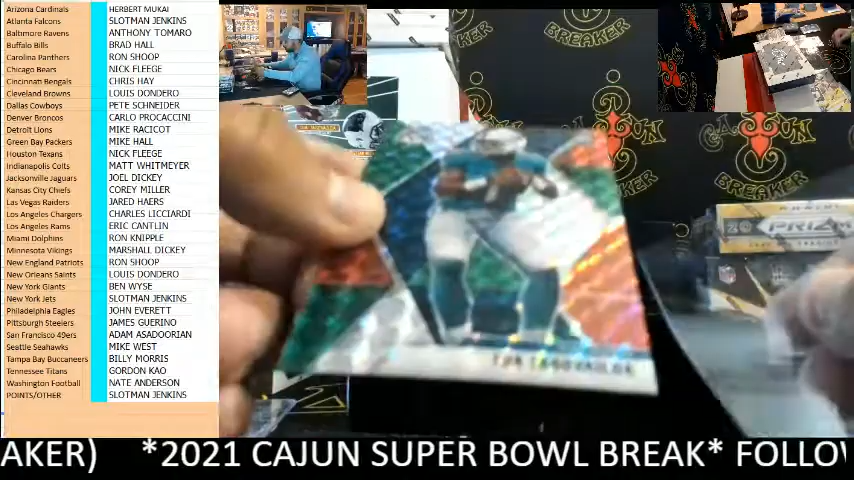 Arizona Cardinals HERBERT MUKAI
Atlanta Falcons SLOTMAN JENKINS
Baltimore Ravens ANTHONY TOMARO
Buffalo Bills BRAD HALL
Carolina Panthers RON SHOOP
Chicago Bears NICK FLEEGE
Cincinnati Bengals CHRIS HAY
Cleveland Browns LOUIS DONDERO
Dallas Cowboys PETE SCHNEIDER
Denver Broncos CARLO PROCACCINI
Detroit Lions MIKE RACICOT
Green Bay Packers MIKE HALL
Houston Texans NICK FLEEGE
Indianapolis Colts MATT WHITMEYER
Jacksonville Jaguars JOEL DICKEY
Kansas City Chiefs COREY MILLER
Las Vegas Raiders JARED HAERS
Los Angeles Chargers CHARLES LICCIARDI
Los Angeles Rams ERIC CANTLIN
Miami Dolphins RON KNIPPLE
Minnesota Vikings MARSHALL DICKEY
New England Patriots RON SHOOP
New Orleans Saints LOUIS DONDERO
New York Giants BEN WYSE
New York Jets SLOTMAN JENKINS
Philadelphia Eagles JOHN EVERETT
Pittsburgh Steelers JAMES GUERINO
San Francisco 49ers ADAM ASADOORIAN
Seattle Seahawks MIKE WEST
Tampa Bay Buccaneers BILLY MORRIS
Tennessee Titans GORDON KAO
Washington Football NATE ANDERSON
POINTS/OTHER SLOTMAN JENKINS
BREAKER
CAJUN
BREAKER
PRIZM
TUA TAGOVAILOA
AKER) *2021 CAJUN SUPER BOWL BREAK* FOLLOW